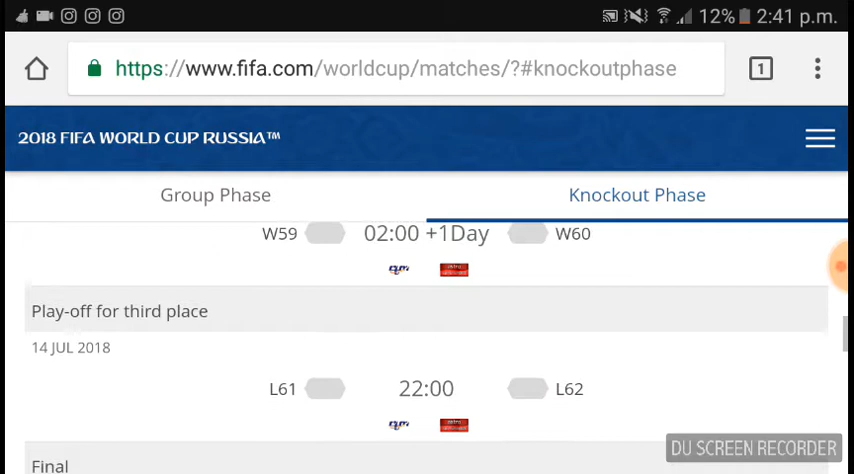 12% 2:41 p.m.
https://www.fifa.com/worldcup/matches/?#knockoutphase 1
2018 FIFA WORLD CUP RUSSIA™
Group Phase Knockout Phase
W59 02:00 +1Day W60
Play-off for third place
14 JUL 2018
L61 22:00 L62
DU SCREEN RECORDER
Final